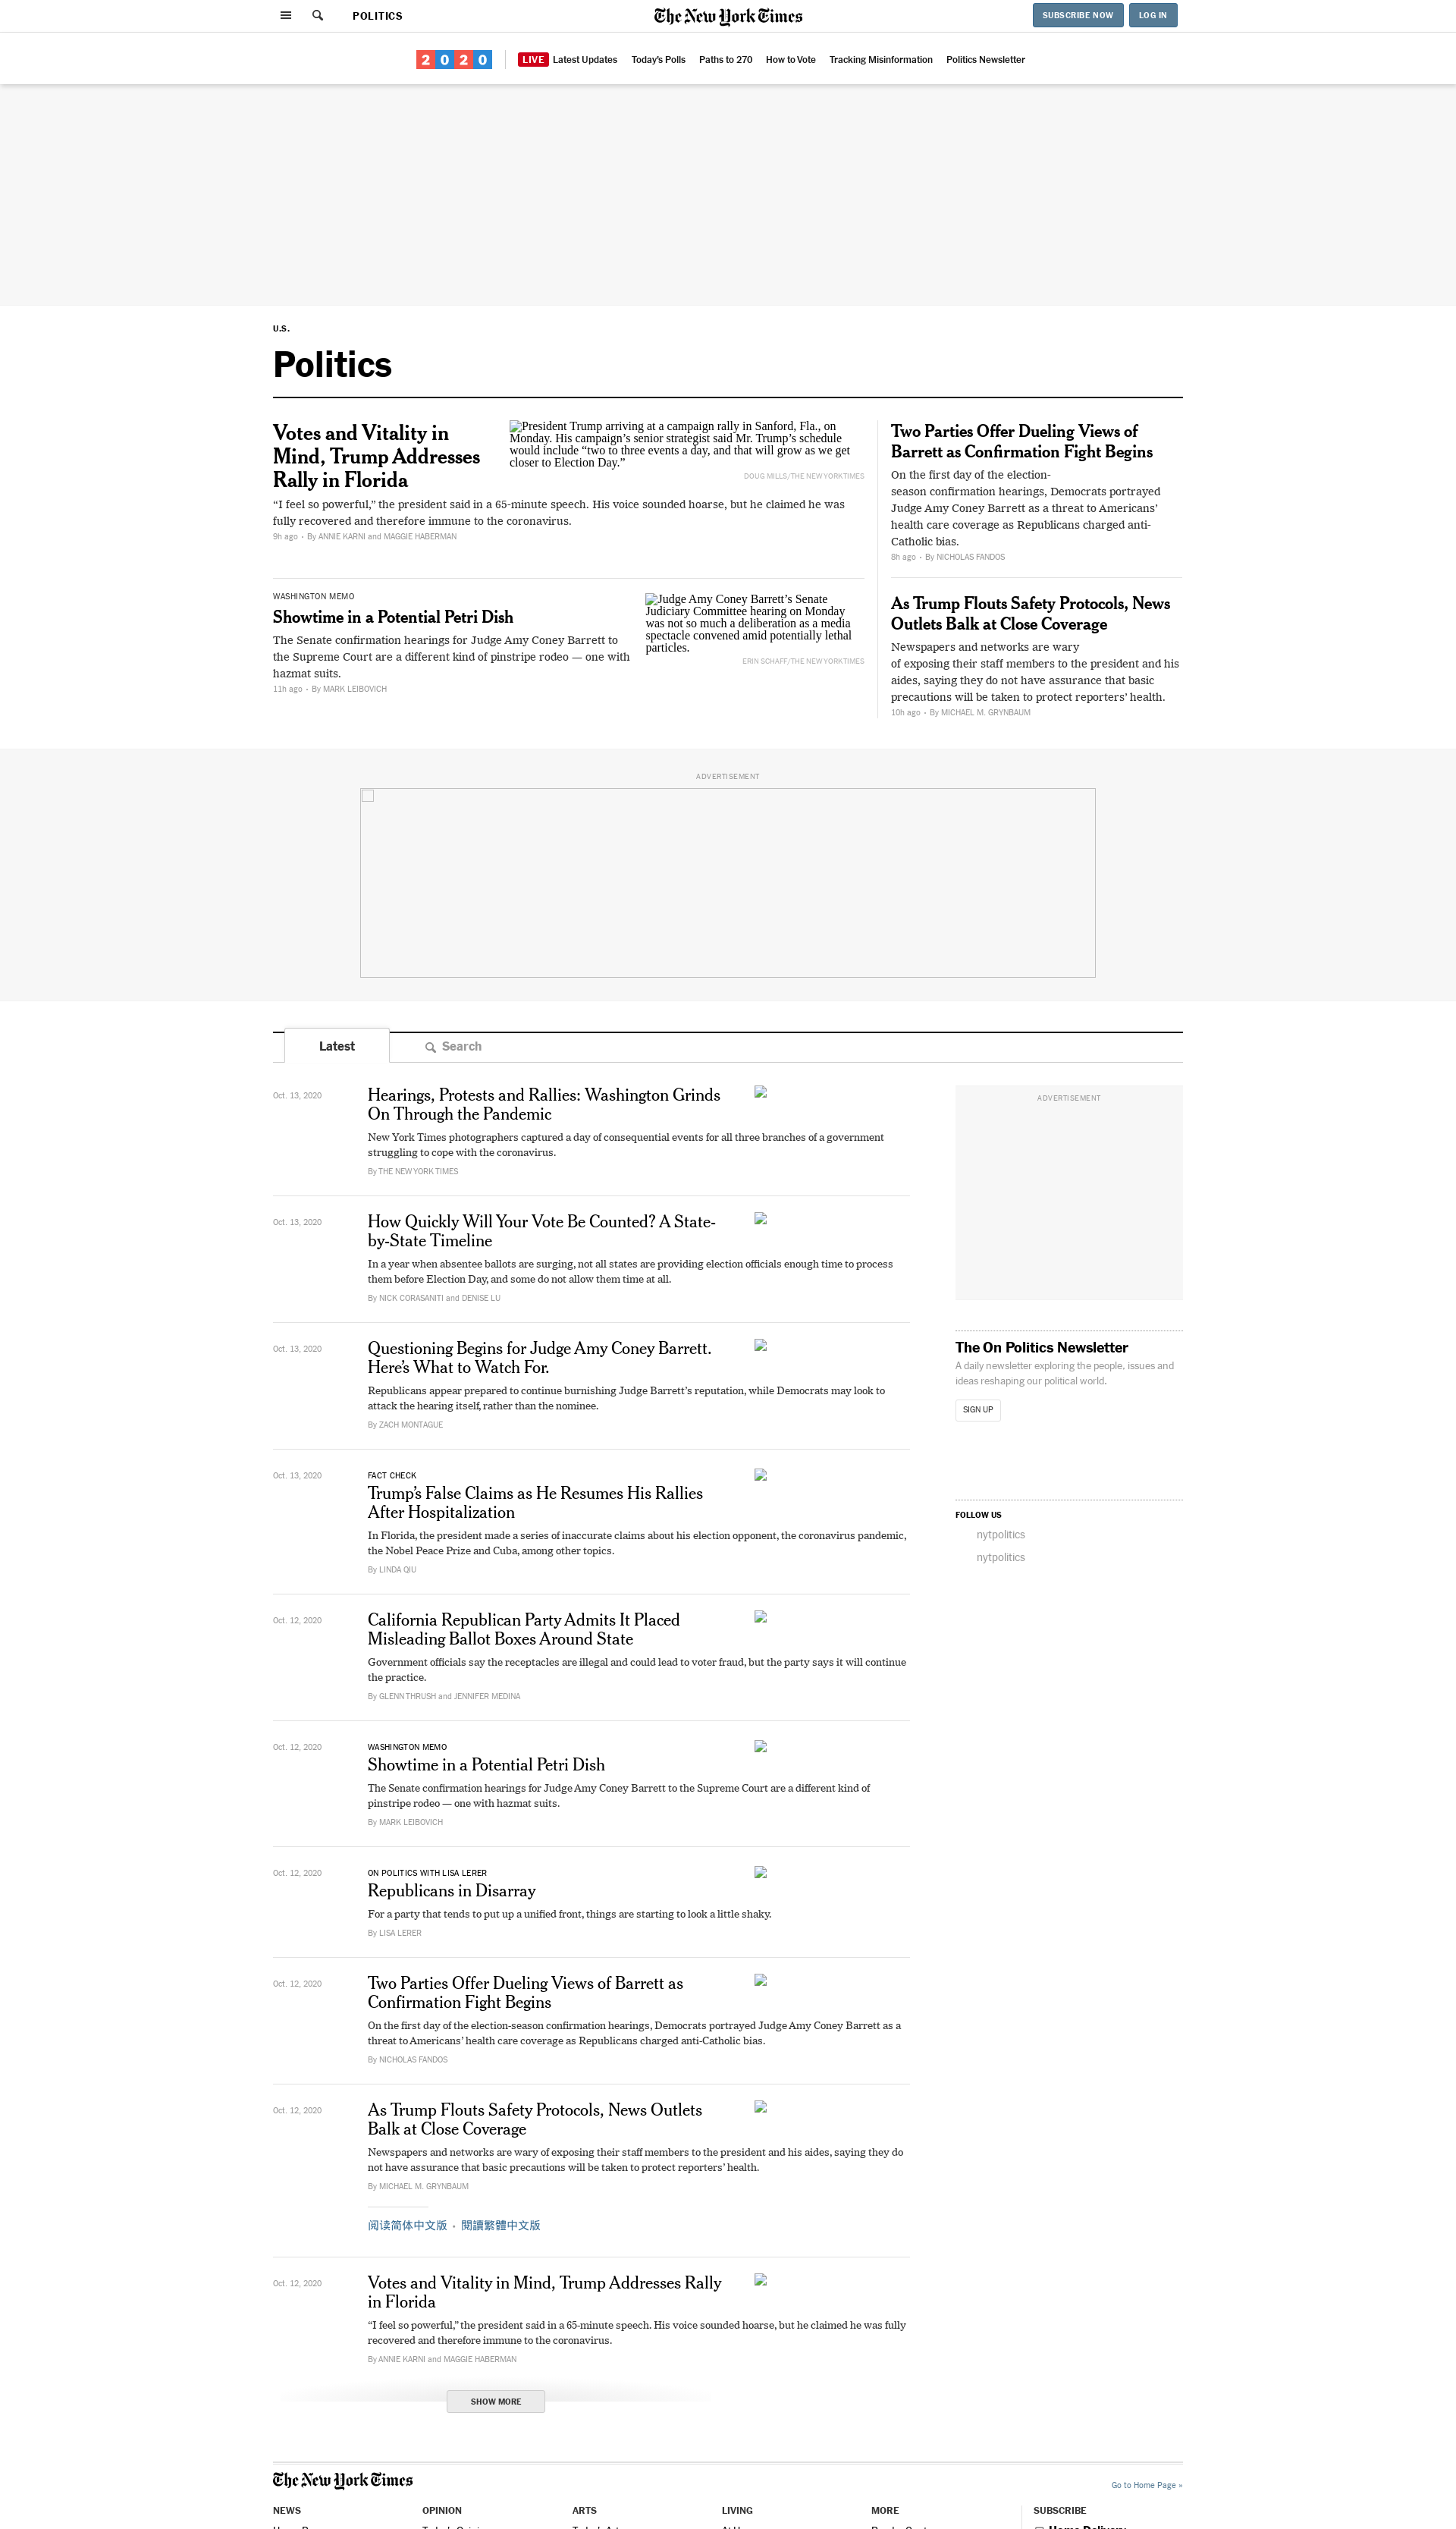 POLITICS
The New York Times
SUBSCRIBE NOW
LOG IN
2020
LIVE Latest Updates
Today's Polls
Paths to 270
How to Vote
Tracking Misinformation
Politics Newsletter
U.S.
Politics
Votes and Vitality in
Mind, Trump Addresses
Rally in Florida
“I feel so powerful,” the president said in a 65-minute speech. His voice sounded hoarse, but he claimed he was
fully recovered and therefore immune to the coronavirus.
9h ago • By ANNIE KARNI and MAGGIE HABERMAN
President Trump arriving at a campaign rally in Sanford, Fla., on
Monday. His campaign’s senior strategist said Mr. Trump’s schedule
would include “two to three events a day, and that will grow as we get
closer to Election Day.”
DOUG MILLS/THE NEW YORK TIMES
WASHINGTON MEMO
Showtime in a Potential Petri Dish
The Senate confirmation hearings for Judge Amy Coney Barrett to
the Supreme Court are a different kind of pinstripe rodeo — one with
hazmat suits.
11h ago • By MARK LEIBOVICH
Judge Amy Coney Barrett’s Senate
Judiciary Committee hearing on Monday
was not so much a deliberation as a media
spectacle convened amid potentially lethal
particles.
ERIN SCHAFF/THE NEW YORK TIMES
Two Parties Offer Dueling Views of
Barrett as Confirmation Fight Begins
On the first day of the election-
season confirmation hearings, Democrats portrayed
Judge Amy Coney Barrett as a threat to Americans’
health care coverage as Republicans charged anti-
Catholic bias.
8h ago • By NICHOLAS FANDOS
As Trump Flouts Safety Protocols, News
Outlets Balk at Close Coverage
Newspapers and networks are wary
of exposing their staff members to the president and his
aides, saying they do not have assurance that basic
precautions will be taken to protect reporters’ health.
10h ago • By MICHAEL M. GRYNBAUM
ADVERTISEMENT
Latest
Search
Oct. 13, 2020
Hearings, Protests and Rallies: Washington Grinds
On Through the Pandemic
New York Times photographers captured a day of consequential events for all three branches of a government
struggling to cope with the coronavirus.
By THE NEW YORK TIMES
Oct. 13, 2020
How Quickly Will Your Vote Be Counted? A State-
by-State Timeline
In a year when absentee ballots are surging, not all states are providing election officials enough time to process
them before Election Day, and some do not allow them time at all.
By NICK CORASANITI and DENISE LU
Oct. 13, 2020
Questioning Begins for Judge Amy Coney Barrett.
Here’s What to Watch For.
Republicans appear prepared to continue burnishing Judge Barrett’s reputation, while Democrats may look to
attack the hearing itself, rather than the nominee.
By ZACH MONTAGUE
Oct. 13, 2020
FACT CHECK
Trump’s False Claims as He Resumes His Rallies
After Hospitalization
In Florida, the president made a series of inaccurate claims about his election opponent, the coronavirus pandemic,
the Nobel Peace Prize and Cuba, among other topics.
By LINDA QIU
Oct. 12, 2020
California Republican Party Admits It Placed
Misleading Ballot Boxes Around State
Government officials say the receptacles are illegal and could lead to voter fraud, but the party says it will continue
the practice.
By GLENN THRUSH and JENNIFER MEDINA
Oct. 12, 2020
WASHINGTON MEMO
Showtime in a Potential Petri Dish
The Senate confirmation hearings for Judge Amy Coney Barrett to the Supreme Court are a different kind of
pinstripe rodeo — one with hazmat suits.
By MARK LEIBOVICH
Oct. 12, 2020
ON POLITICS WITH LISA LERER
Republicans in Disarray
For a party that tends to put up a unified front, things are starting to look a little shaky.
By LISA LERER
Oct. 12, 2020
Two Parties Offer Dueling Views of Barrett as
Confirmation Fight Begins
On the first day of the election-season confirmation hearings, Democrats portrayed Judge Amy Coney Barrett as a
threat to Americans’ health care coverage as Republicans charged anti-Catholic bias.
By NICHOLAS FANDOS
Oct. 12, 2020
As Trump Flouts Safety Protocols, News Outlets
Balk at Close Coverage
Newspapers and networks are wary of exposing their staff members to the president and his aides, saying they do
not have assurance that basic precautions will be taken to protect reporters’ health.
By MICHAEL M. GRYNBAUM
阅读简体中文版 • 閱讀繁體中文版
Oct. 12, 2020
Votes and Vitality in Mind, Trump Addresses Rally
in Florida
“I feel so powerful,” the president said in a 65-minute speech. His voice sounded hoarse, but he claimed he was fully
recovered and therefore immune to the coronavirus.
By ANNIE KARNI and MAGGIE HABERMAN
SHOW MORE
ADVERTISEMENT
The On Politics Newsletter
A daily newsletter exploring the people, issues and
ideas reshaping our political world.
SIGN UP
FOLLOW US
nytpolitics
nytpolitics
The New York Times
Go to Home Page »
NEWS
OPINION
ARTS
LIVING
MORE
SUBSCRIBE
Home Delivery